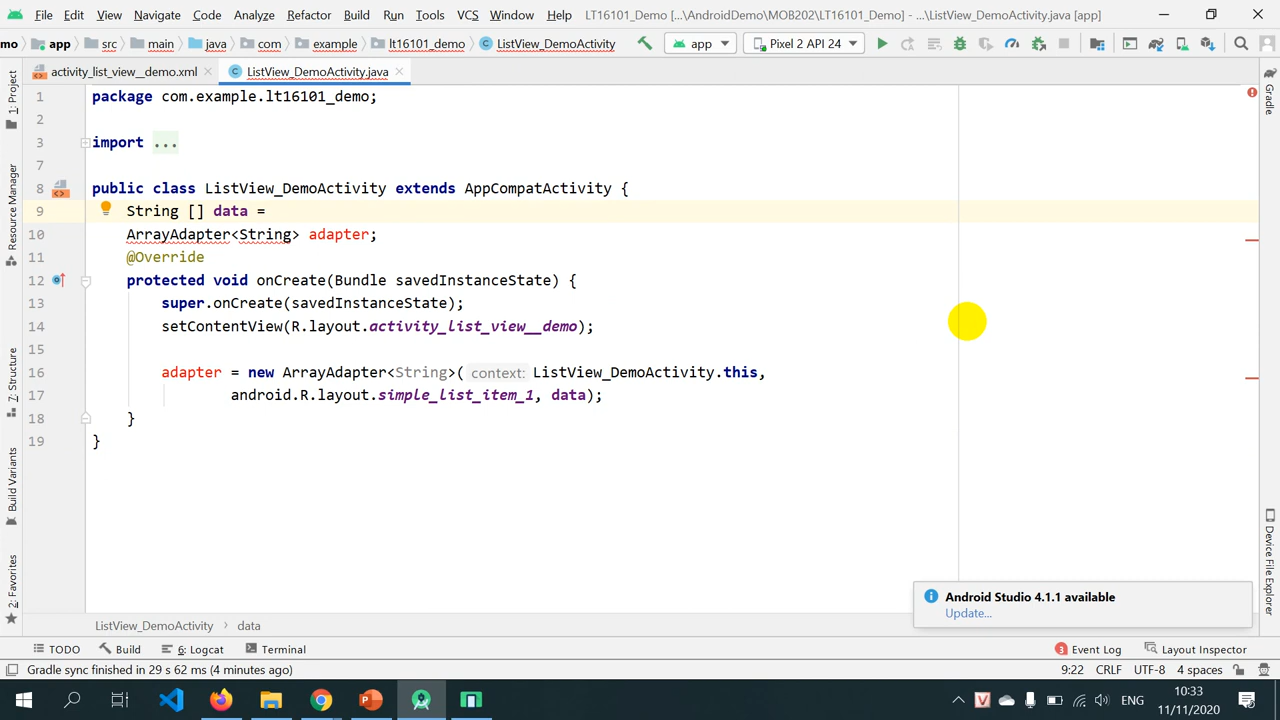 File Edit View Navigate Code Analyze Refactor Build Run Tools VCS Window Help LT16101_Demo [...\AndroidDemo\MOB202\LT16101_Demo] - ...\ListView_DemoActivity.java [app]
mo app src main java com example lt16101_demo ListView_DemoActivity app Pixel 2 API 24
activity_list_view__demo.xml ListView_DemoActivity.java
1 package com.example.lt16101_demo;
2
3 import ...
7
8 public class ListView_DemoActivity extends AppCompatActivity {
9 String [] data =
10 ArrayAdapter<String> adapter;
11 @Override
12 protected void onCreate(Bundle savedInstanceState) {
13 super.onCreate(savedInstanceState);
14 setContentView(R.layout.activity_list_view__demo);
15
16 adapter = new ArrayAdapter<String>( context: ListView_DemoActivity.this,
17 android.R.layout.simple_list_item_1, data);
18 }
19 }
1: Project
Resource Manager
Z: Structure
Build Variants
2: Favorites
Gradle
Device File Explorer
Android Studio 4.1.1 available
Update...
ListView_DemoActivity › data
TODO Build 6: Logcat Terminal 3 Event Log Layout Inspector
Gradle sync finished in 29 s 62 ms (4 minutes ago) 9:22 CRLF UTF-8 4 spaces
V ENG 10:33
11/11/2020